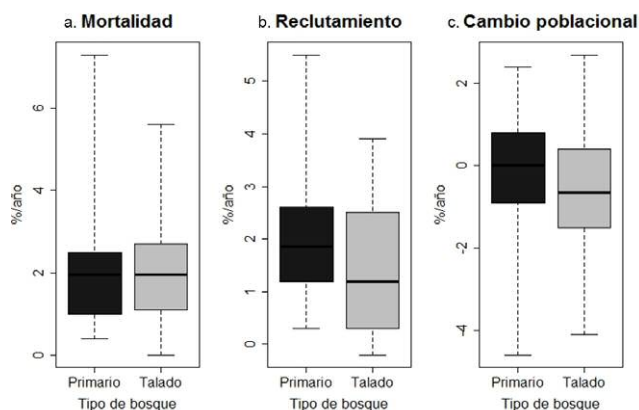 a. Mortalidad
%/año
6
4
2
0
Primario Talado
Tipo de bosque
b. Reclutamiento
%/año
5
4
3
2
1
0
Primario Talado
Tipo de bosque
c. Cambio poblacional
%/año
2
0
-2
-4
Primario Talado
Tipo de bosque